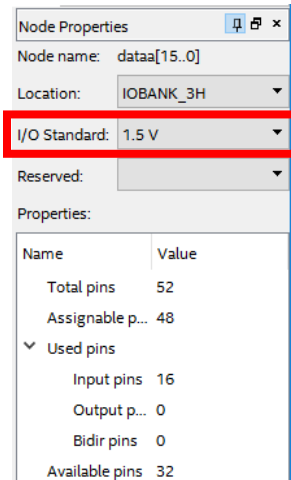 Node Properties
Node name: dataa[15..0]
Location: IOBANK_3H
I/O Standard: 1.5 V
Reserved:
Properties:
Name Value
Total pins 52
Assignable p... 48
Used pins
Input pins 16
Output p... 0
Bidir pins 0
Available pins 32